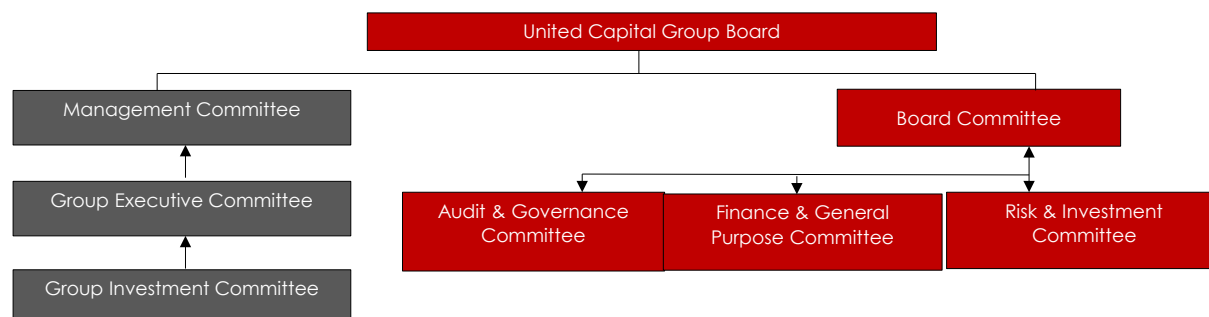 United Capital Group Board
Management Committee
Board Committee
Group Executive Committee
Audit & Governance
Committee
Finance & General
Purpose Committee
Risk & Investment
Committee
Group Investment Committee